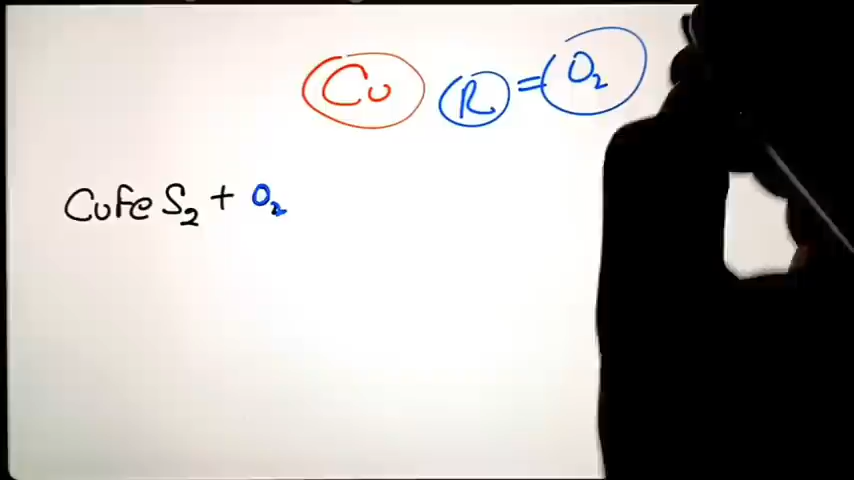 Cu R = O₂
CuFeS₂ + O₂